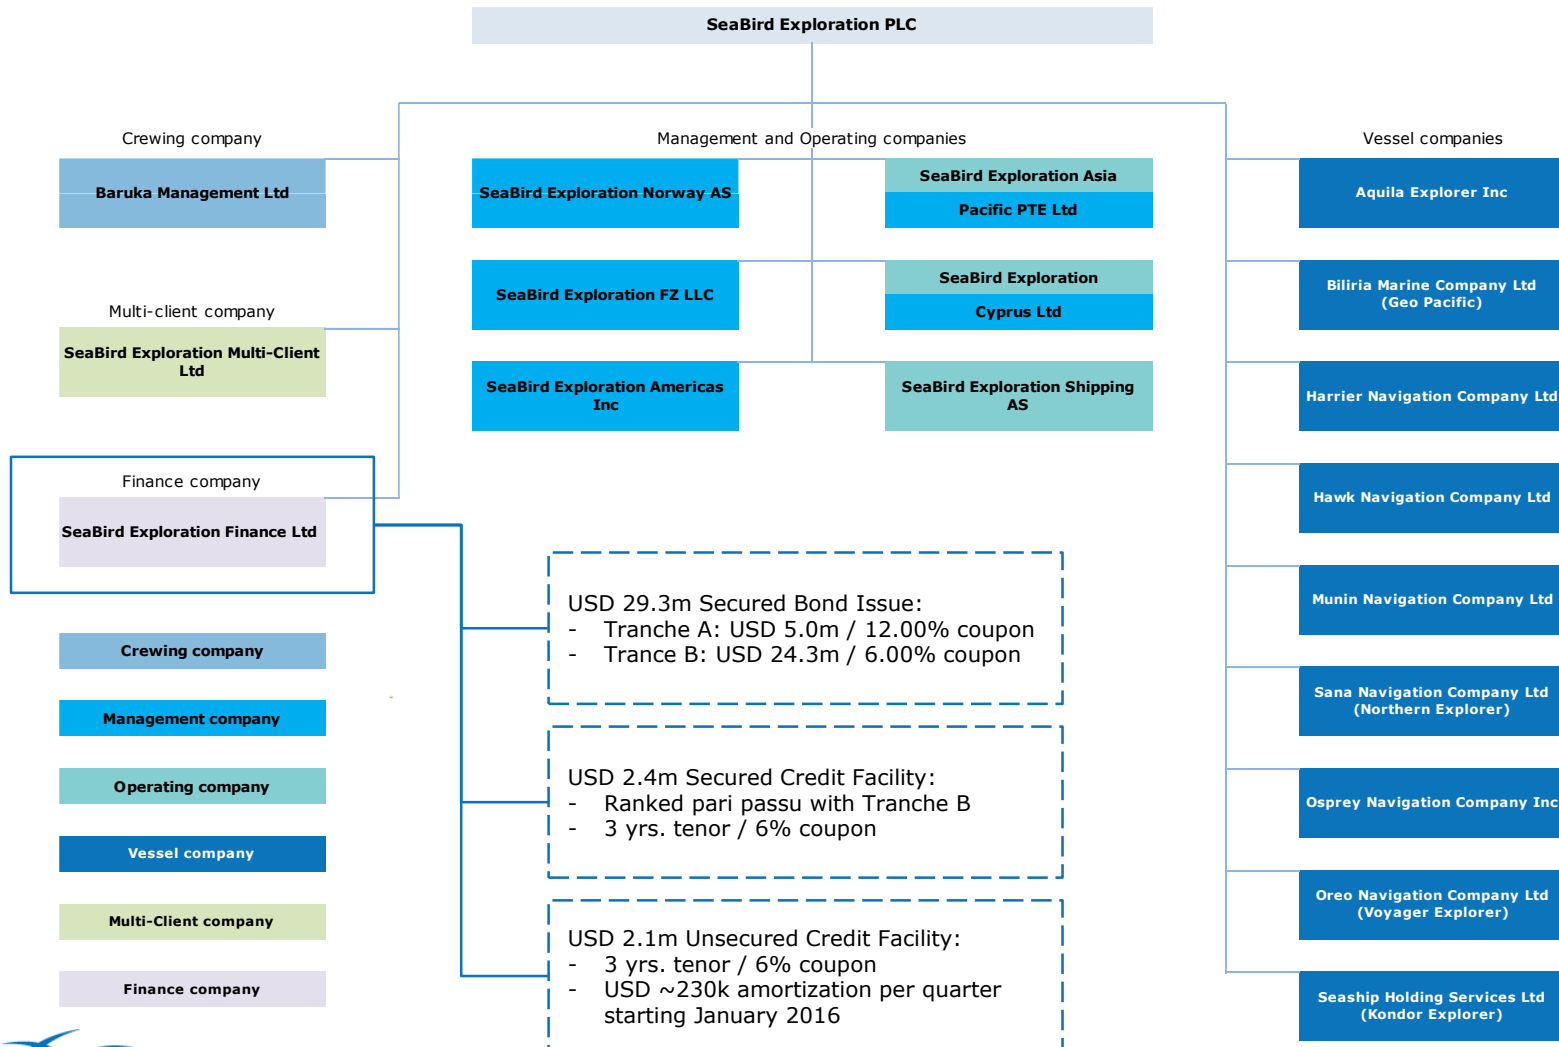 SeaBird Exploration PLC
Crewing company
Baruka Management Ltd
Multi-client company
SeaBird Exploration Multi-Client
Ltd
Finance company
SeaBird Exploration Finance Ltd
Crewing company
Management company
Operating company
Vessel company
Multi-Client company
Finance company
Management and Operating companies
SeaBird Exploration Norway AS
SeaBird Exploration Asia
Pacific PTE Ltd
SeaBird Exploration FZ LLC
SeaBird Exploration
Cyprus Ltd
SeaBird Exploration Americas
Inc
SeaBird Exploration Shipping
AS
USD 29.3m Secured Bond Issue:
- Tranche A: USD 5.0m / 12.00% coupon
- Trance B: USD 24.3m / 6.00% coupon
USD 2.4m Secured Credit Facility:
- Ranked pari passu with Tranche B
- 3 yrs. tenor / 6% coupon
USD 2.1m Unsecured Credit Facility:
- 3 yrs. tenor / 6% coupon
- USD ~230k amortization per quarter
starting January 2016
Vessel companies
Aquila Explorer Inc
Biliria Marine Company Ltd
(Geo Pacific)
Harrier Navigation Company Ltd
Hawk Navigation Company Ltd
Munin Navigation Company Ltd
Sana Navigation Company Ltd
(Northern Explorer)
Osprey Navigation Company Inc
Oreo Navigation Company Ltd
(Voyager Explorer)
Seaship Holding Services Ltd
(Kondor Explorer)